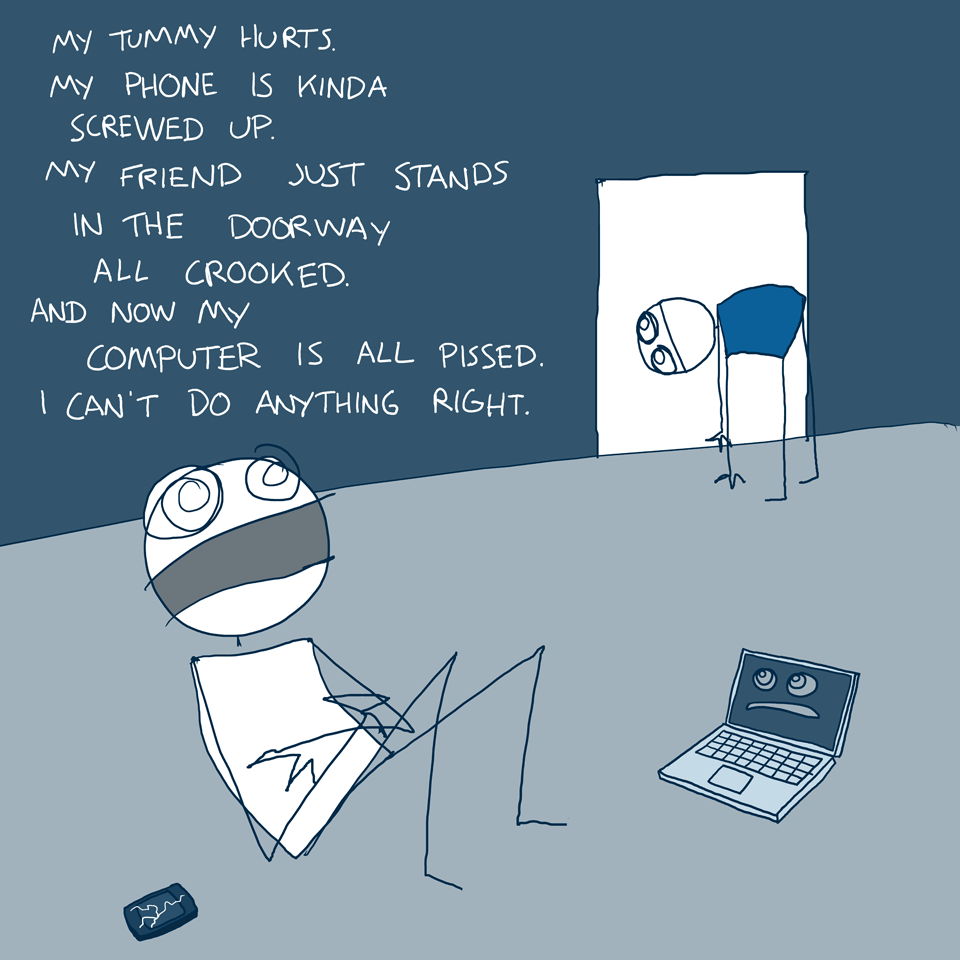 MY TUMMY HURTS.
MY PHONE IS KINDA
SCREWED UP.
MY FRIEND JUST STANDS
IN THE DOORWAY
ALL CROOKED.
AND NOW MY
COMPUTER IS ALL PISSED.
I CAN'T DO ANYTHING RIGHT.